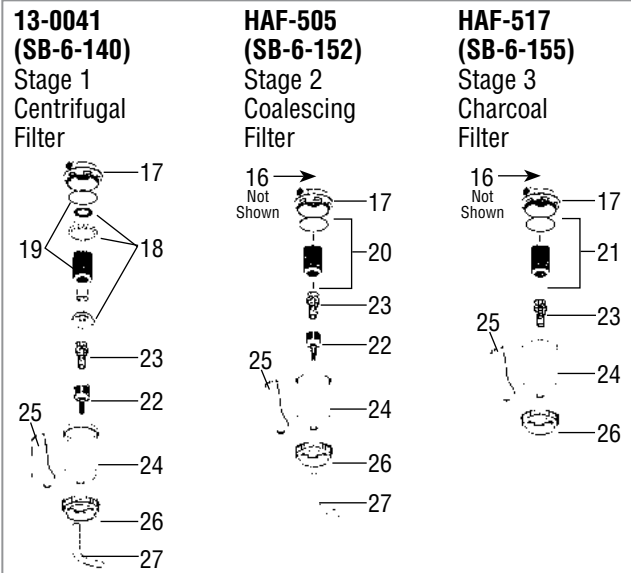 13-0041
(SB-6-140)
Stage 1
Centrifugal
Filter
17
19
18
23
22
25
24
26
27
HAF-505
(SB-6-152)
Stage 2
Coalescing
Filter
16
Not
Shown
17
20
23
22
25
24
26
27
HAF-517
(SB-6-155)
Stage 3
Charcoal
Filter
16
Not
Shown
17
21
23
25
24
26